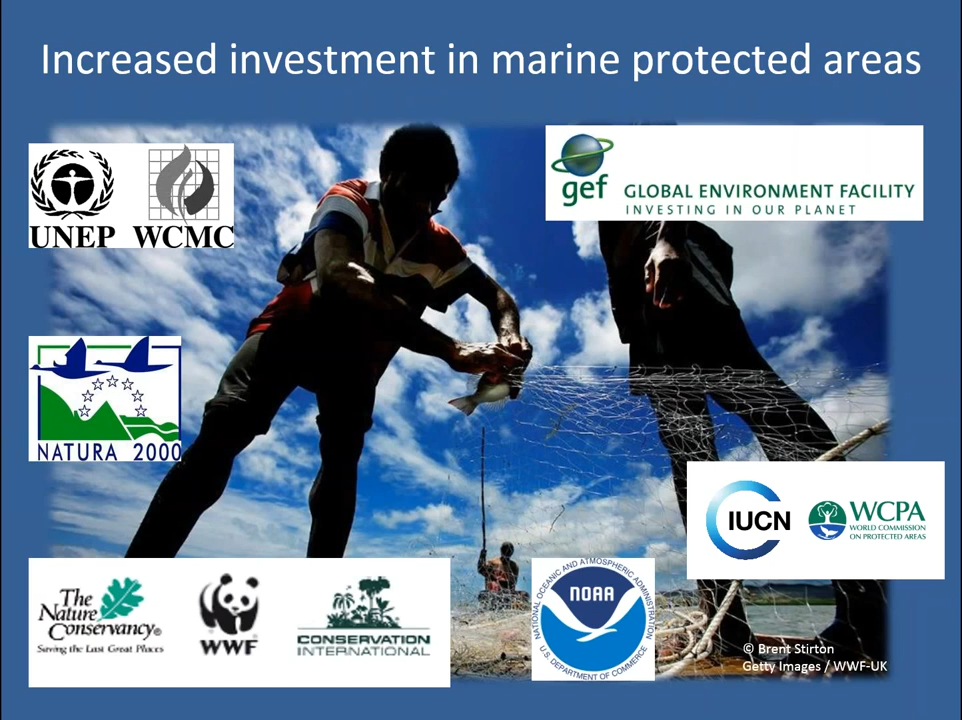 Increased investment in marine protected areas
UNEP WCMC
gef
GLOBAL ENVIRONMENT FACILITY
INVESTING IN OUR PLANET
NATURA 2000
IUCN
WCPA
WORLD COMMISSION
ON PROTECTED AREAS
The
Nature
Conservancy®
Saving the Last Great Places
WWF
CONSERVATION
INTERNATIONAL
NATIONAL OCEANIC AND ATMOSPHERIC ADMINISTRATION
NOAA
U.S. DEPARTMENT OF COMMERCE
© Brent Stirton
Getty Images / WWF-UK